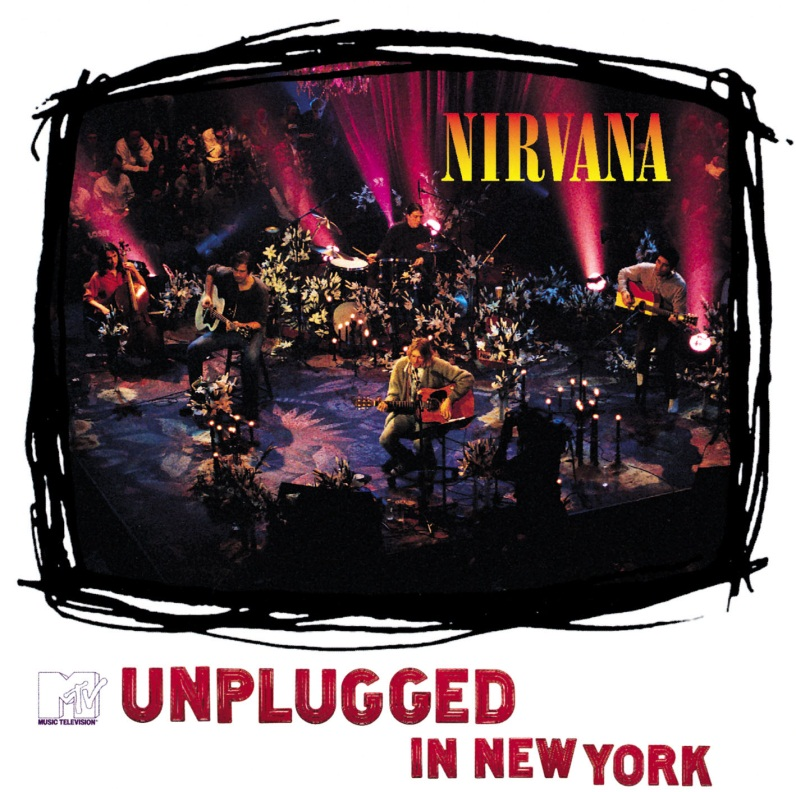 NIRVANA
MTV
MUSIC TELEVISION®
UNPLUGGED
IN NEW YORK